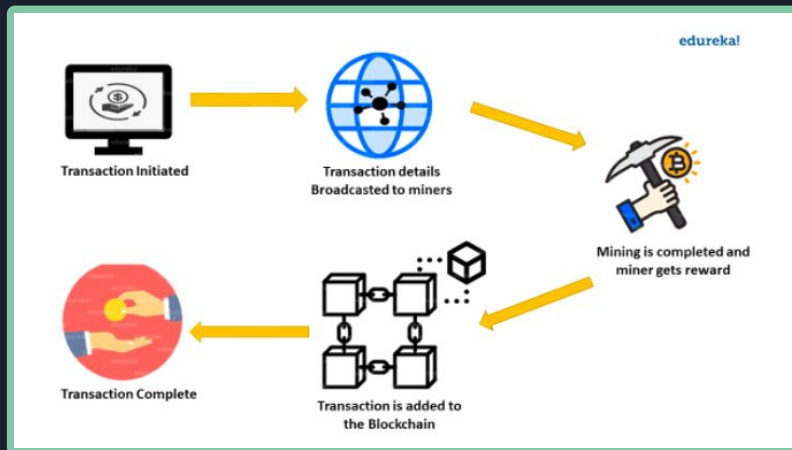 edureka!
Transaction Initiated
Transaction details
Broadcasted to miners
Mining is completed and
miner gets reward
Transaction is added to
the Blockchain
Transaction Complete